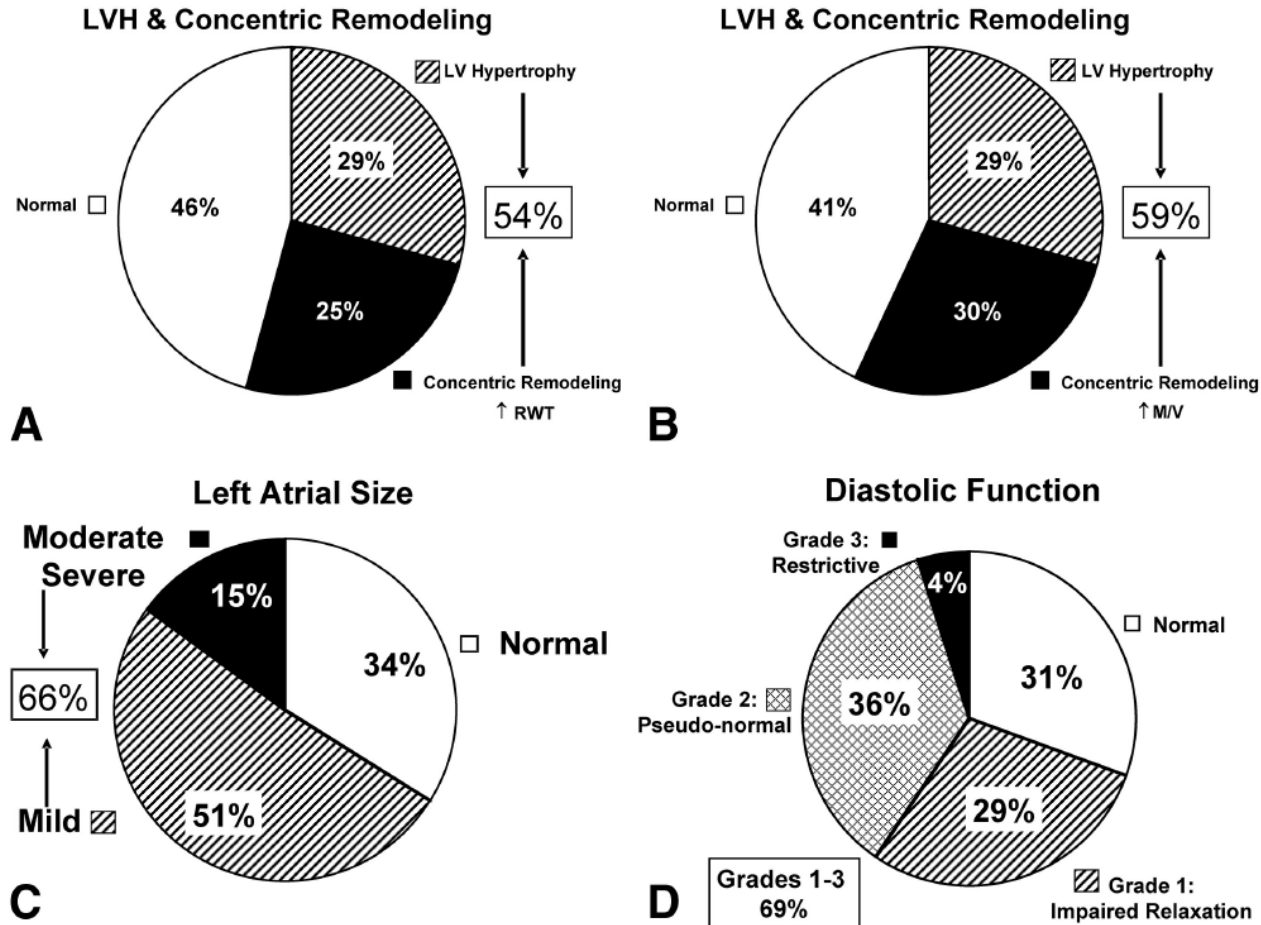 LVH & Concentric Remodeling
LV Hypertrophy
29%
Normal
46%
54%
25%
Concentric Remodeling
↑ RWT
A
LVH & Concentric Remodeling
LV Hypertrophy
29%
Normal
41%
59%
30%
Concentric Remodeling
↑ M/V
B
Left Atrial Size
Moderate
Severe
15%
34%
Normal
66%
Mild
51%
C
Diastolic Function
Grade 3:
Restrictive
4%
Normal
31%
Grade 2:
Pseudo-normal
36%
29%
Grades 1-3
69%
Grade 1:
Impaired Relaxation
D